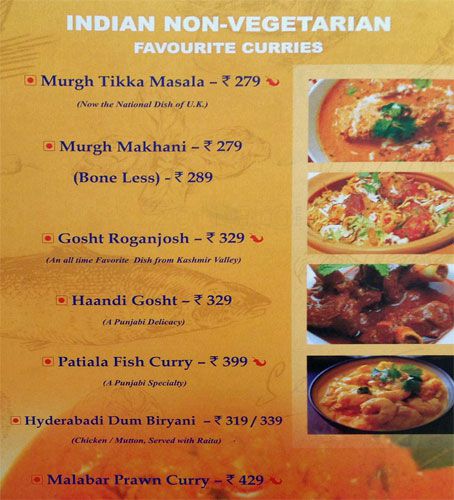 INDIAN NON-VEGETARIAN
FAVOURITE CURRIES
Murgh Tikka Masala – ₹ 279
(Now the National Dish of U.K.)
Murgh Makhani – ₹ 279
(Bone Less) - ₹ 289
Gosht Roganjosh – ₹ 329
(An all time Favorite Dish from Kashmir Valley)
Haandi Gosht – ₹ 329
(A Punjabi Delicacy)
Patiala Fish Curry – ₹ 399
(A Punjabi Specialty)
Hyderabadi Dum Biryani – ₹ 319 / 339
(Chicken / Mutton, Served with Raita)
Malabar Prawn Curry – ₹ 429